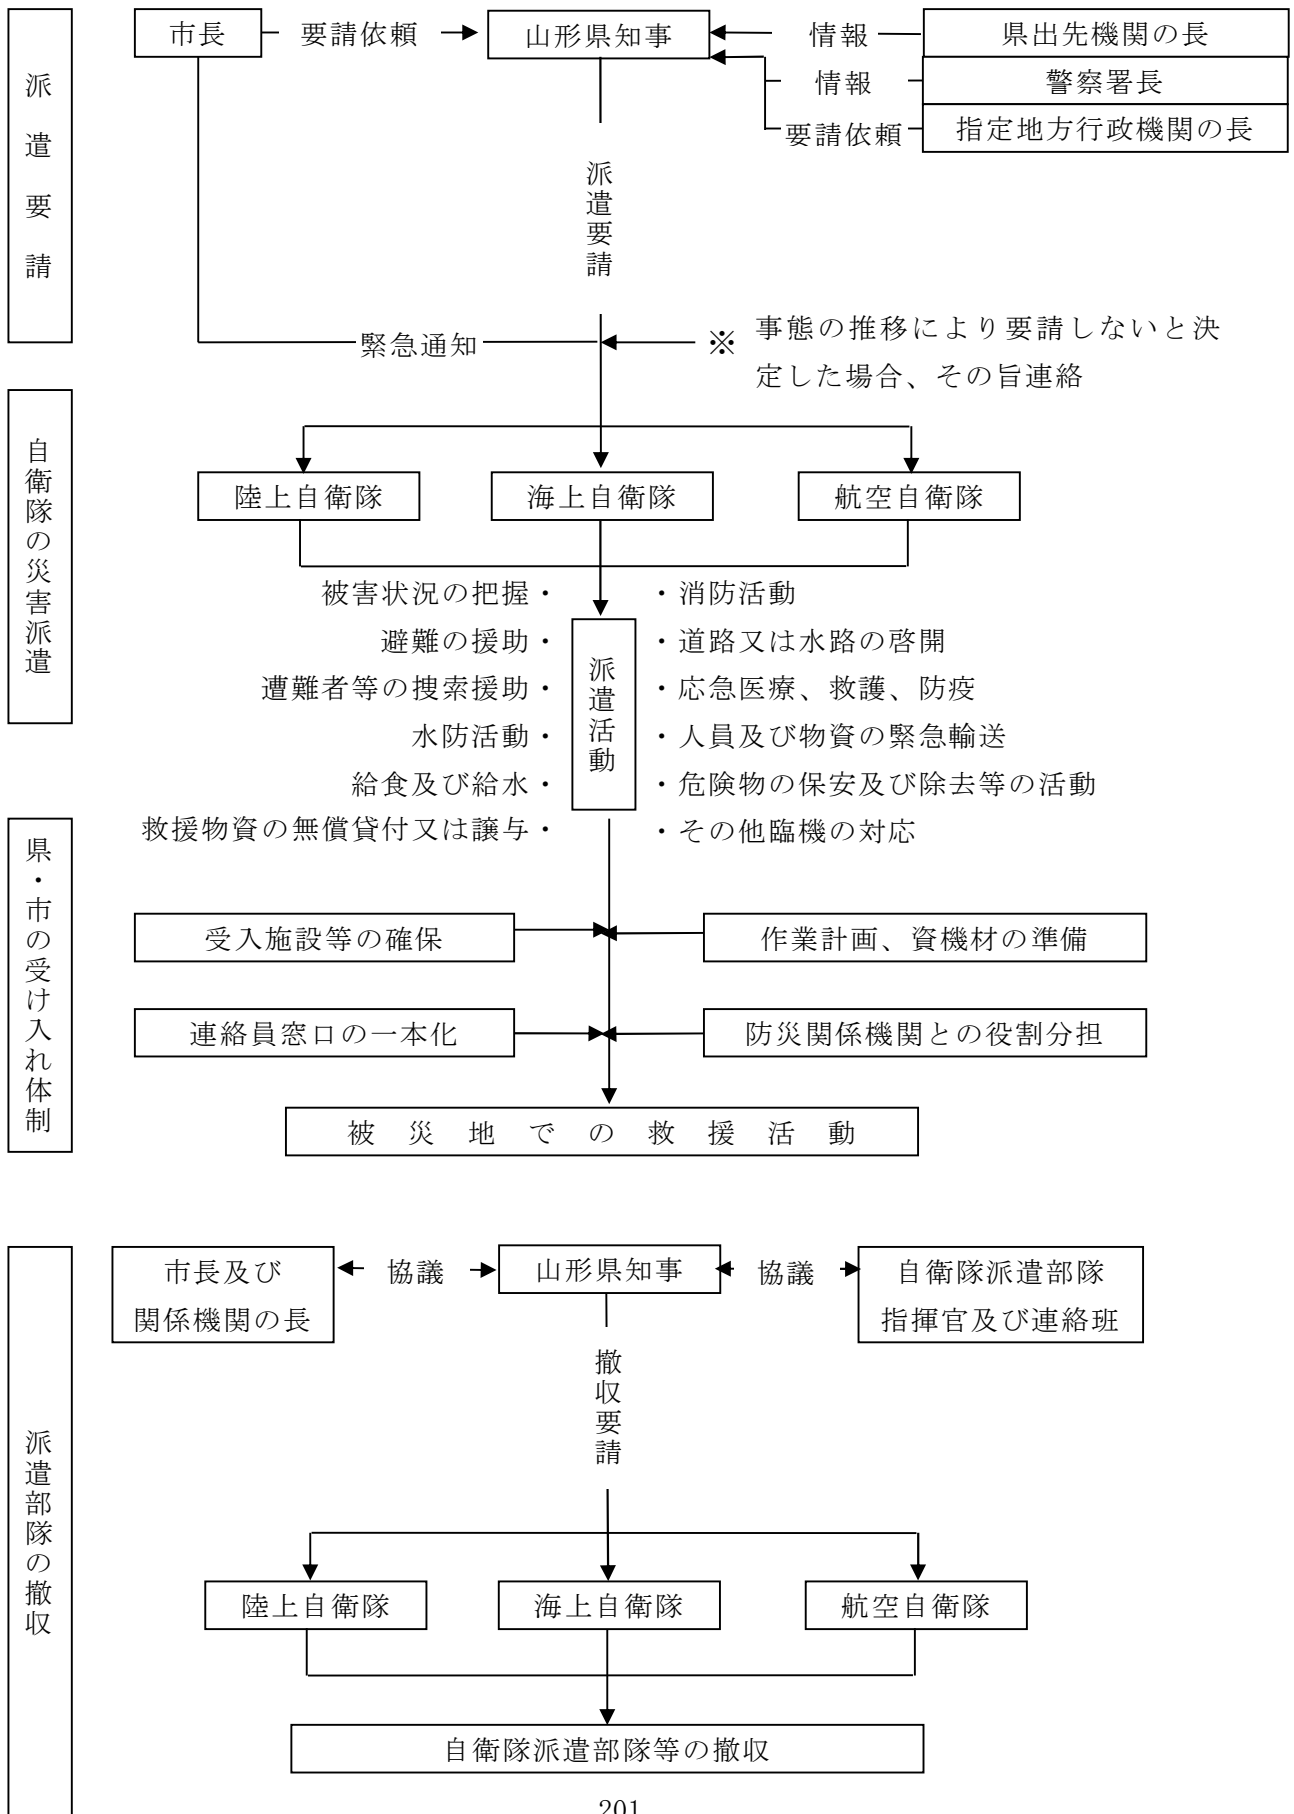 派遣要請
市長
要請依頼
山形県知事
情報
県出先機関の長
情報
警察署長
要請依頼
指定地方行政機関の長
派遣要請
緊急通知
※ 事態の推移により要請しないと決
定した場合、その旨連絡
自衛隊の災害派遣
陸上自衛隊
海上自衛隊
航空自衛隊
被害状況の把握・
避難の援助・
遭難者等の捜索援助・
水防活動・
給食及び給水・
救援物資の無償貸付又は譲与・
派遣活動
・消防活動
・道路又は水路の啓開
・応急医療、救護、防疫
・人員及び物資の緊急輸送
・危険物の保安及び除去等の活動
・その他臨機の対応
県・市の受け入れ体制
受入施設等の確保
作業計画、資機材の準備
連絡員窓口の一本化
防災関係機関との役割分担
被災地での救援活動
派遣部隊の撤収
市長及び
関係機関の長
協議
山形県知事
協議
自衛隊派遣部隊
指揮官及び連絡班
撤収要請
陸上自衛隊
海上自衛隊
航空自衛隊
自衛隊派遣部隊等の撤収
201